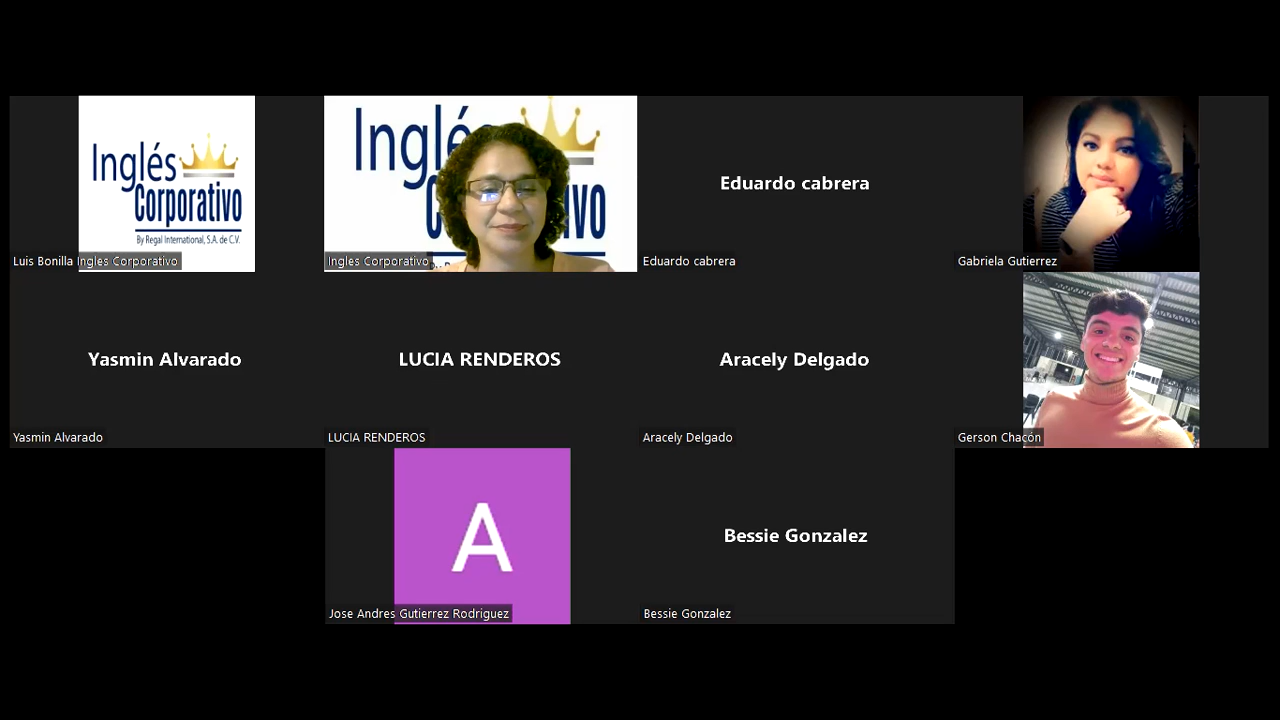 Inglés
Corporativo
By Regal International, S.A. de C.V.
Luis Bonilla Ingles Corporativo
Inglé
C
vo
Ingles Corporativo
Eduardo cabrera
Eduardo cabrera
Gabriela Gutierrez
Yasmin Alvarado
Yasmin Alvarado
LUCIA RENDEROS
LUCIA RENDEROS
Aracely Delgado
Aracely Delgado
Gerson Chacón
A
Jose Andres Gutierrez Rodriguez
Bessie Gonzalez
Bessie Gonzalez